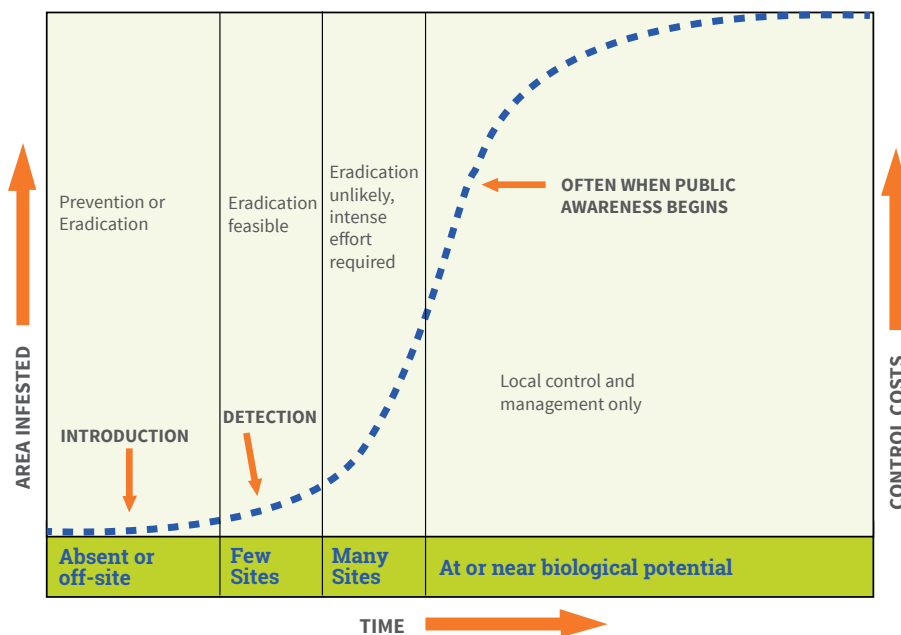 Prevention or
Eradication
Eradication
feasible
Eradication
unlikely,
intense
effort
required
OFTEN WHEN PUBLIC
AWARENESS BEGINS
Local control and
management only
INTRODUCTION
DETECTION
AREA INFESTED
CONTROL COSTS
Absent or
off-site
Few
Sites
Many
Sites
At or near biological potential
TIME